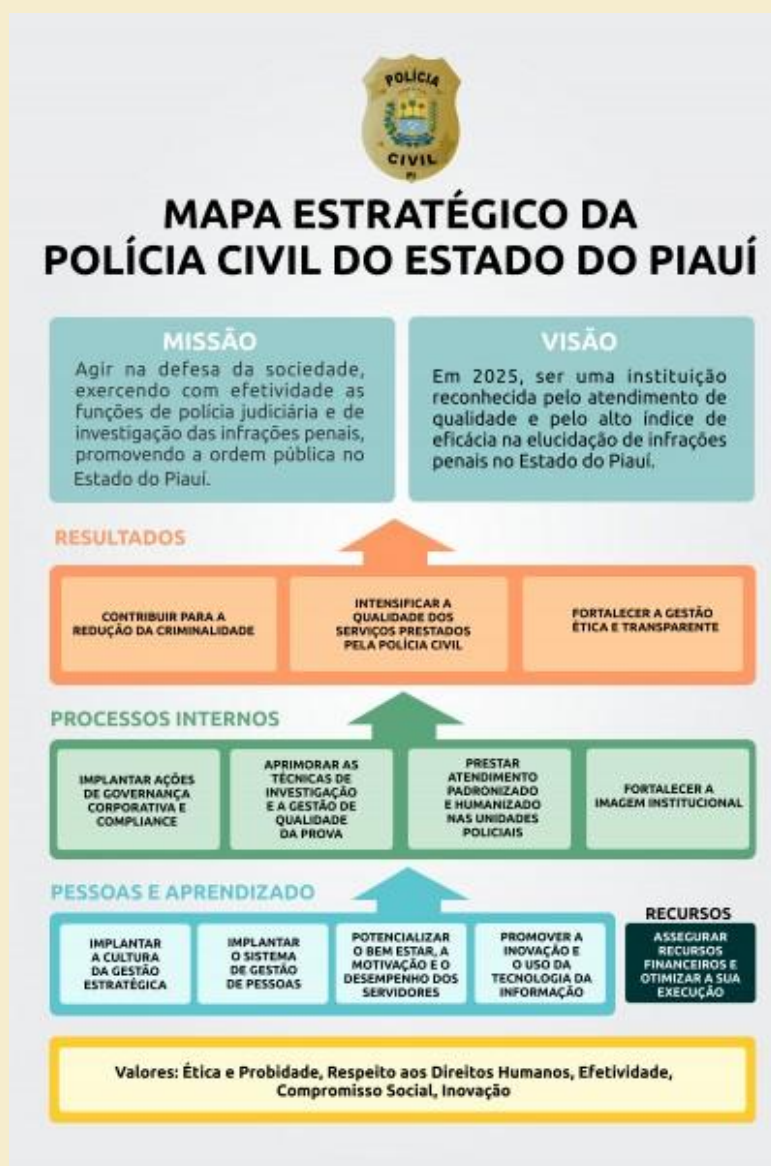 POLÍCIA
CIVIL
PI
MAPA ESTRATÉGICO DA
POLÍCIA CIVIL DO ESTADO DO PIAUÍ
MISSÃO
Agir na defesa da sociedade,
exercendo com efetividade as
funções de polícia judiciária e de
investigação das infrações penais,
promovendo a ordem pública no
Estado do Piauí.
VISÃO
Em 2025, ser uma instituição
reconhecida pelo atendimento de
qualidade e pelo alto índice de
eficácia na elucidação de infrações
penais no Estado do Piauí.
RESULTADOS
CONTRIBUIR PARA A
REDUÇÃO DA CRIMINALIDADE
INTENSIFICAR A
QUALIDADE DOS
SERVIÇOS PRESTADOS
PELA POLÍCIA CIVIL
FORTALECER A GESTÃO
ÉTICA E TRANSPARENTE
PROCESSOS INTERNOS
IMPLANTAR AÇÕES
DE GOVERNANÇA
CORPORATIVA E
COMPLIANCE
APRIMORAR AS
TÉCNICAS DE
INVESTIGAÇÃO
E A GESTÃO DE
QUALIDADE
DA PROVA
PRESTAR
ATENDIMENTO
PADRONIZADO
E HUMANIZADO
NAS UNIDADES
POLICIAIS
FORTALECER A
IMAGEM INSTITUCIONAL
PESSOAS E APRENDIZADO
IMPLANTAR
A CULTURA
DA GESTÃO
ESTRATÉGICA
IMPLANTAR
O SISTEMA
DE GESTÃO
DE PESSOAS
POTENCIALIZAR
O BEM ESTAR, A
MOTIVAÇÃO E O
DESEMPENHO DOS
SERVIDORES
PROMOVER A
INOVAÇÃO E
O USO DA
TECNOLOGIA DA
INFORMAÇÃO
RECURSOS
ASSEGURAR
RECURSOS
FINANCEIROS E
OTIMIZAR A SUA
EXECUÇÃO
Valores: Ética e Probidade, Respeito aos Direitos Humanos, Efetividade,
Compromisso Social, Inovação